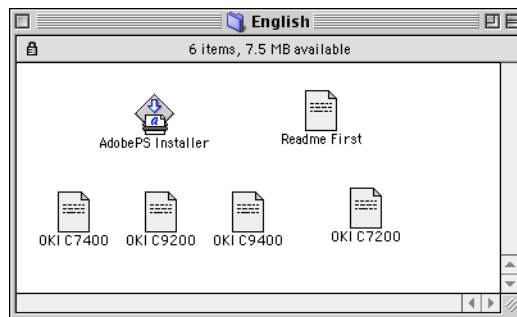 English
6 items, 7.5 MB available
AdobePS Installer
Readme First
OKI C7400
OKI C9200
OKI C9400
OKI C7200